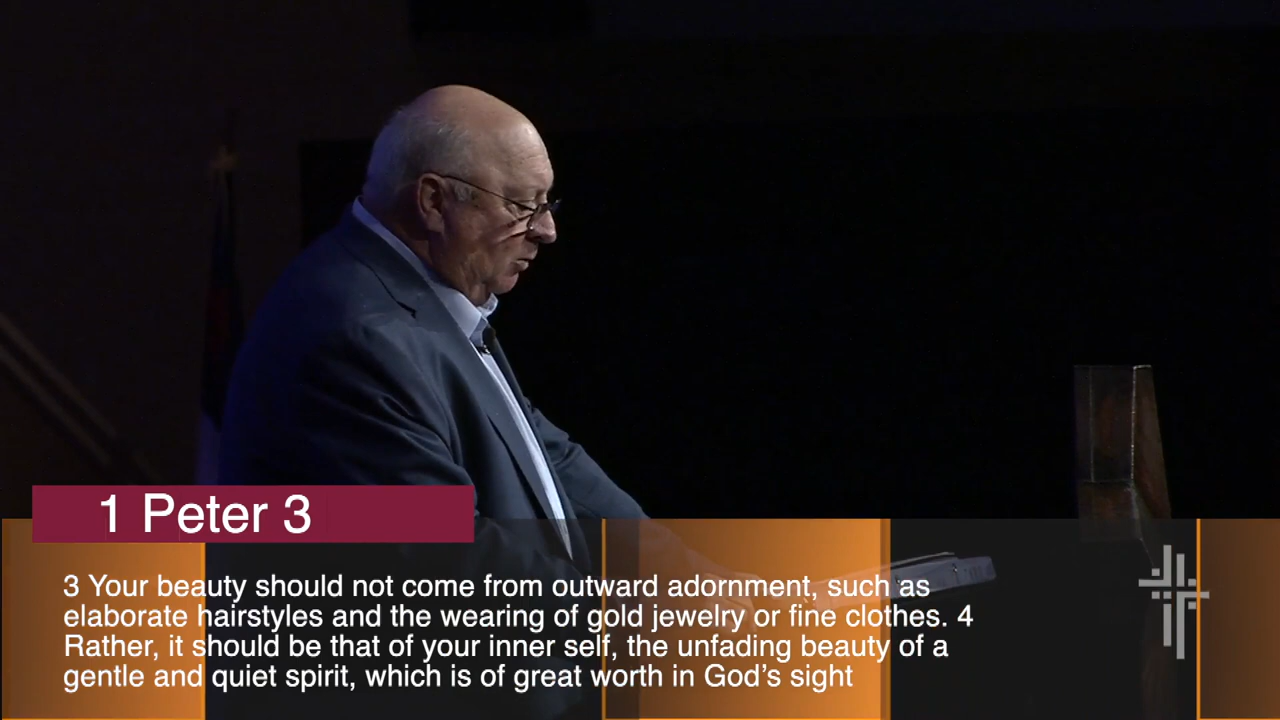 1 Peter 3
3 Your beauty should not come from outward adornment, such as
elaborate hairstyles and the wearing of gold jewelry or fine clothes. 4
Rather, it should be that of your inner self, the unfading beauty of a
gentle and quiet spirit, which is of great worth in God’s sight